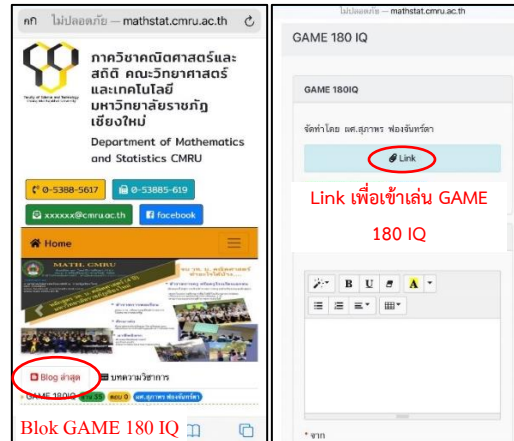 กก ไม่ปลอดภัย — mathstat.cmru.ac.th
ภาควิชาคณิตศาสตร์และ
สถิติ คณะวิทยาศาสตร์
และเทคโนโลยี
มหาวิทยาลัยราชภัฏ
เชียงใหม่
Department of Mathematics
and Statistics CMRU
0-5388-5617
0-53885-619
xxxxxx@cmru.ac.th
facebook
Home
MATH. CMRU
Blog ล่าสุด
บทความวิชาการ
GAME 180IQ อ่าน 35 ตอบ 0 ผศ.สุภาพร ฟองจันทร์ตา
Blok GAME 180 IQ
ไม่ปลอดภัย — mathstat.cmru.ac.th
GAME 180 IQ
GAME 180IQ
จัดทำโดย ผศ.สุภาพร ฟองจันทร์ตา
Link
Link เพื่อเข้าเล่น GAME
180 IQ
B U A
* จาก